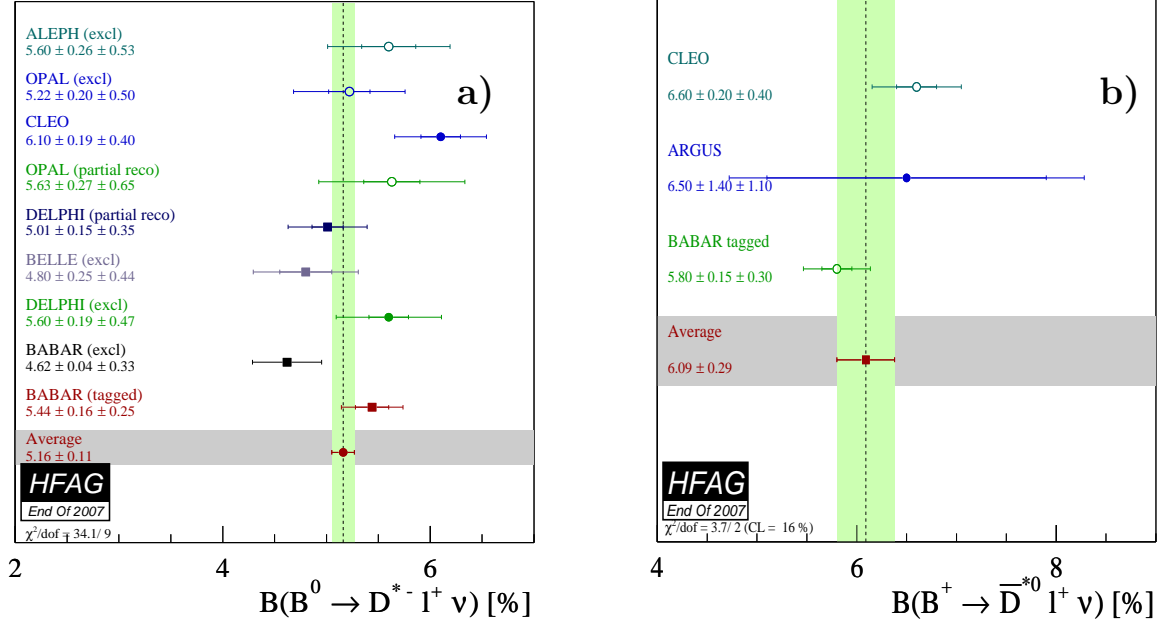 ALEPH (excl)
5.60 ± 0.26 ± 0.53
OPAL (excl)
5.22 ± 0.20 ± 0.50
CLEO
6.10 ± 0.19 ± 0.40
OPAL (partial reco)
5.63 ± 0.27 ± 0.65
DELPHI (partial reco)
5.01 ± 0.15 ± 0.35
BELLE (excl)
4.80 ± 0.25 ± 0.44
DELPHI (excl)
5.60 ± 0.19 ± 0.47
BABAR (excl)
4.62 ± 0.04 ± 0.33
BABAR (tagged)
5.44 ± 0.16 ± 0.25
Average
5.16 ± 0.11
HFAG
End Of 2007
χ²/dof = 34.1/ 9
a)
2 4 6
B(B⁰ → D*⁻ l⁺ ν) [%]
b)
CLEO
6.60 ± 0.20 ± 0.40
ARGUS
6.50 ± 1.40 ± 1.10
BABAR tagged
5.80 ± 0.15 ± 0.30
Average
6.09 ± 0.29
HFAG
End Of 2007
χ²/dof = 3.7/ 2 (CL = 16 %)
4 6 8
B(B⁺ → D̅*⁰ l⁺ ν) [%]